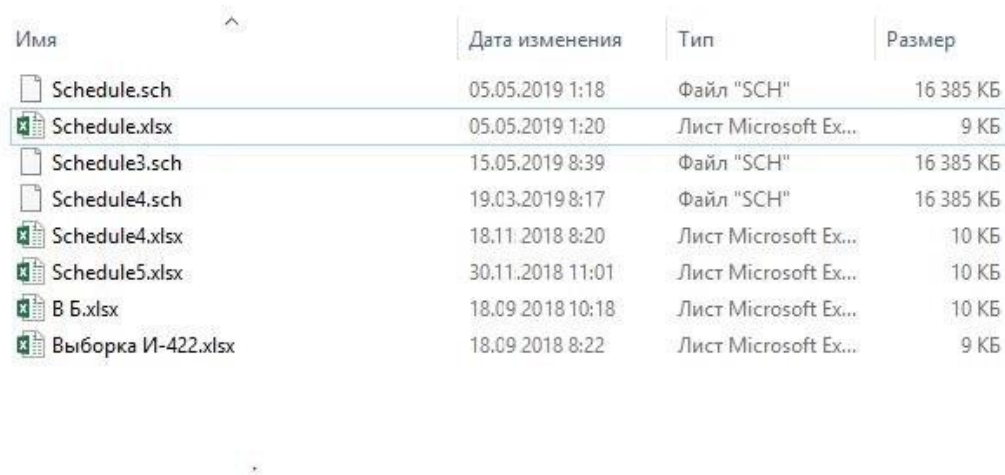 Имя Дата изменения Тип Размер
Schedule.sch 05.05.2019 1:18 Файл "SCH" 16 385 КБ
Schedule.xlsx 05.05.2019 1:20 Лист Microsoft Ex... 9 КБ
Schedule3.sch 15.05.2019 8:39 Файл "SCH" 16 385 КБ
Schedule4.sch 19.03.2019 8:17 Файл "SCH" 16 385 КБ
Schedule4.xlsx 18.11.2018 8:20 Лист Microsoft Ex... 10 КБ
Schedule5.xlsx 30.11.2018 11:01 Лист Microsoft Ex... 10 КБ
В Б.xlsx 18.09.2018 10:18 Лист Microsoft Ex... 10 КБ
Выборка И-422.xlsx 18.09.2018 8:22 Лист Microsoft Ex... 9 КБ